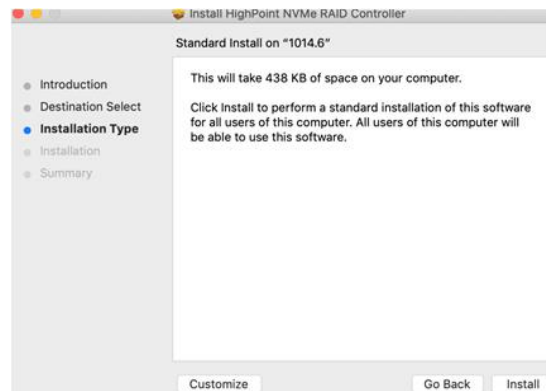 Install HighPoint NVMe RAID Controller
Standard Install on “1014.6”
Introduction
Destination Select
Installation Type
Installation
Summary
This will take 438 KB of space on your computer.
Click Install to perform a standard installation of this software
for all users of this computer. All users of this computer will
be able to use this software.
Customize
Go Back
Install